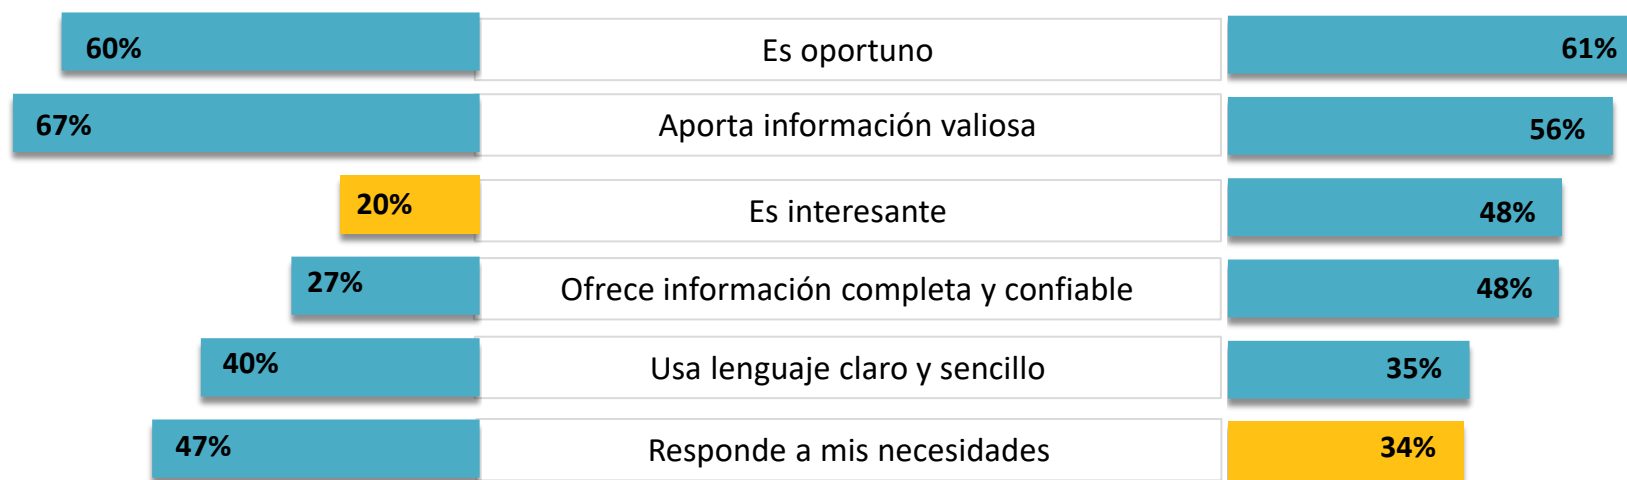 60% Es oportuno 61%
67% Aporta información valiosa 56%
20% Es interesante 48%
27% Ofrece información completa y confiable 48%
40% Usa lenguaje claro y sencillo 35%
47% Responde a mis necesidades 34%